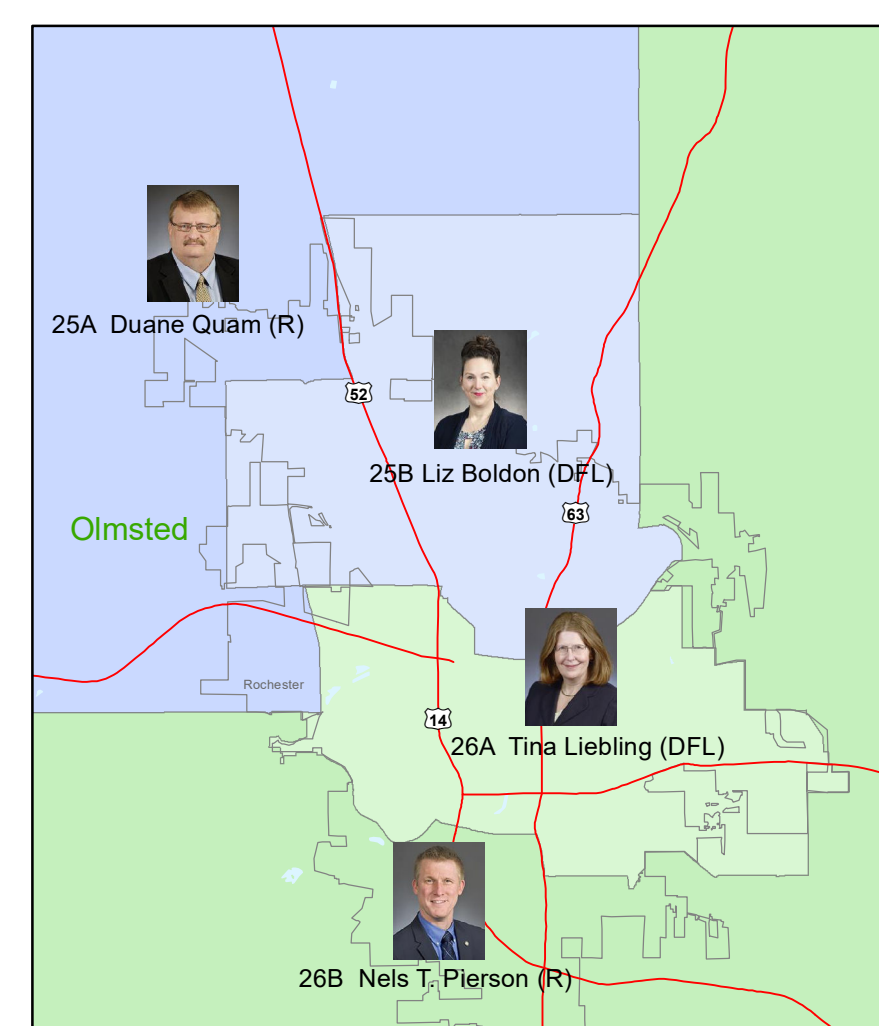 25A  Duane Quam (R)
52
25B Liz Boldon (DFL)
63
Olmsted
Rochester
14
26A  Tina Liebling (DFL)
26B  Nels T. Pierson (R)